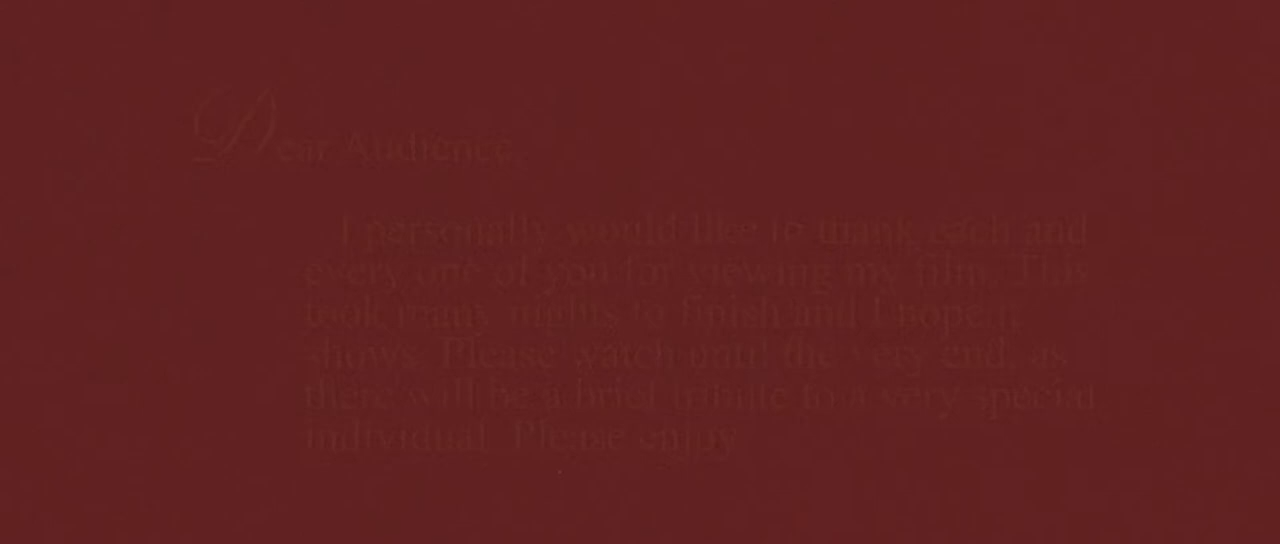 Dear Audience,
I personally would like to thank each and
every one of you for viewing my film. This
took many nights to finish and I hope it
shows. Please watch until the very end, as
there will be a brief tribute to a very special
individual. Please enjoy